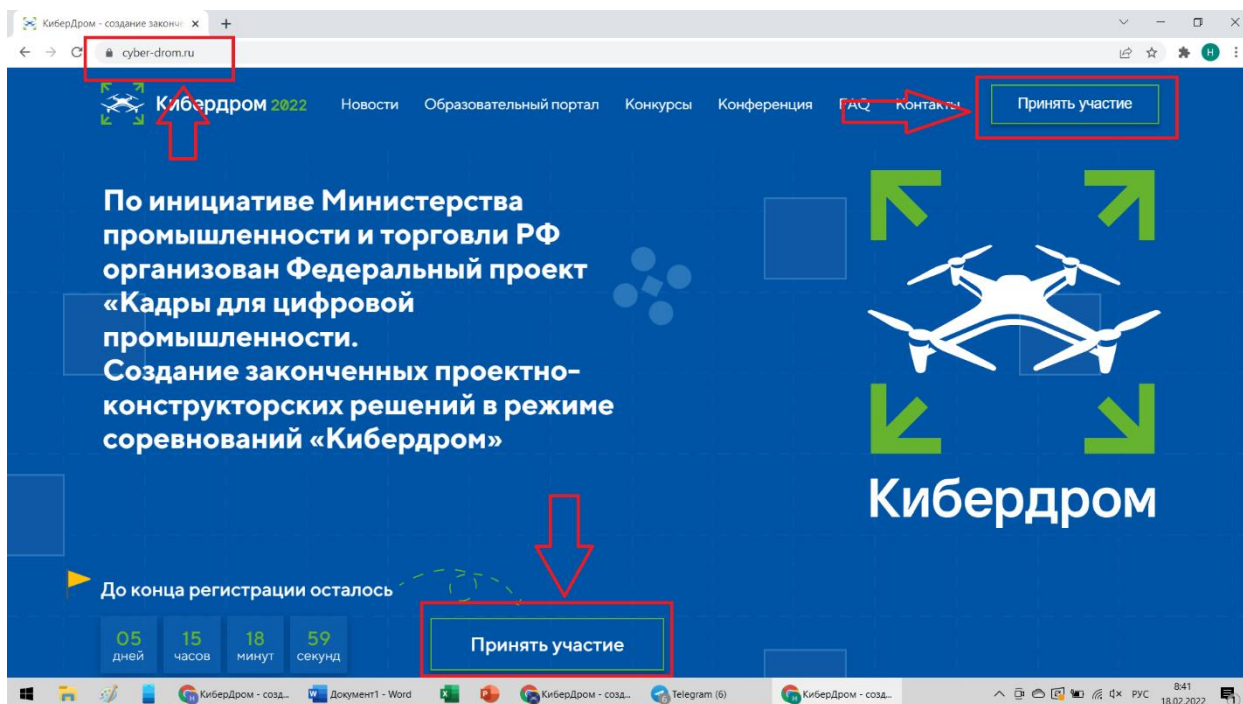 КиберДром - создание законч
cyber-drom.ru
Н
Кибердром 2022
Новости
Образовательный портал
Конкурсы
Конференция
FAQ
Контакты
Принять участие
По инициативе Министерства
промышленности и торговли РФ
организован Федеральный проект
«Кадры для цифровой
промышленности.
Создание законченных проектно-
конструкторских решений в режиме
соревнований «Кибердром»
Кибердром
До конца регистрации осталось
05 15 18 59
дней часов минут секунд
Принять участие
КиберДром - созд...
Документ1 - Word
КиберДром - созд...
Telegram (6)
КиберДром - созд...
РУС
8:41
18.02.2022